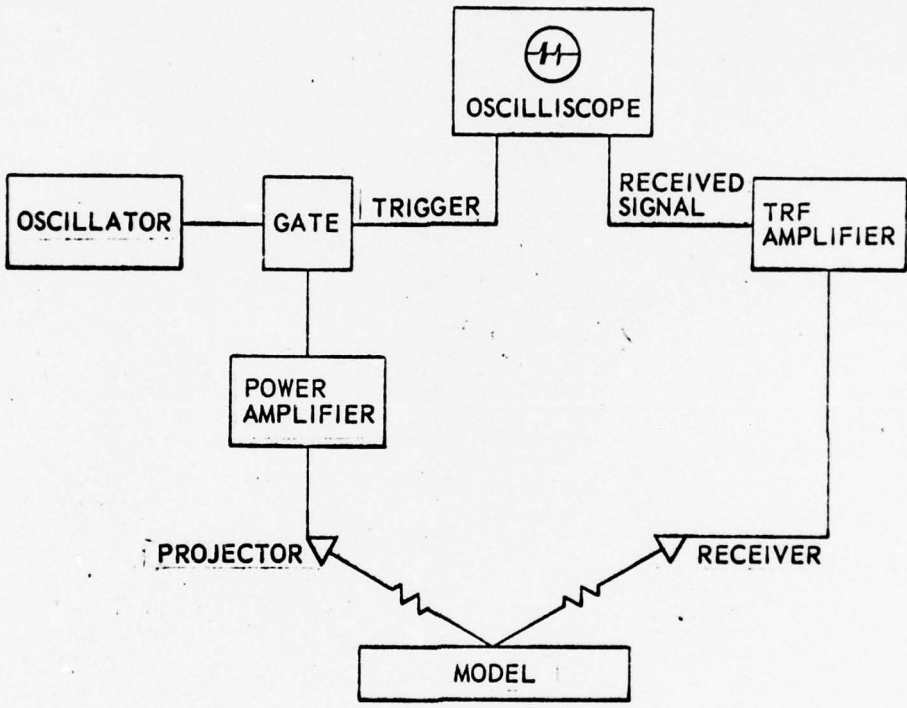 OSCILLISCOPE
OSCILLATOR
GATE
TRIGGER
RECEIVED
SIGNAL
TRF
AMPLIFIER
POWER
AMPLIFIER
PROJECTOR
RECEIVER
MODEL